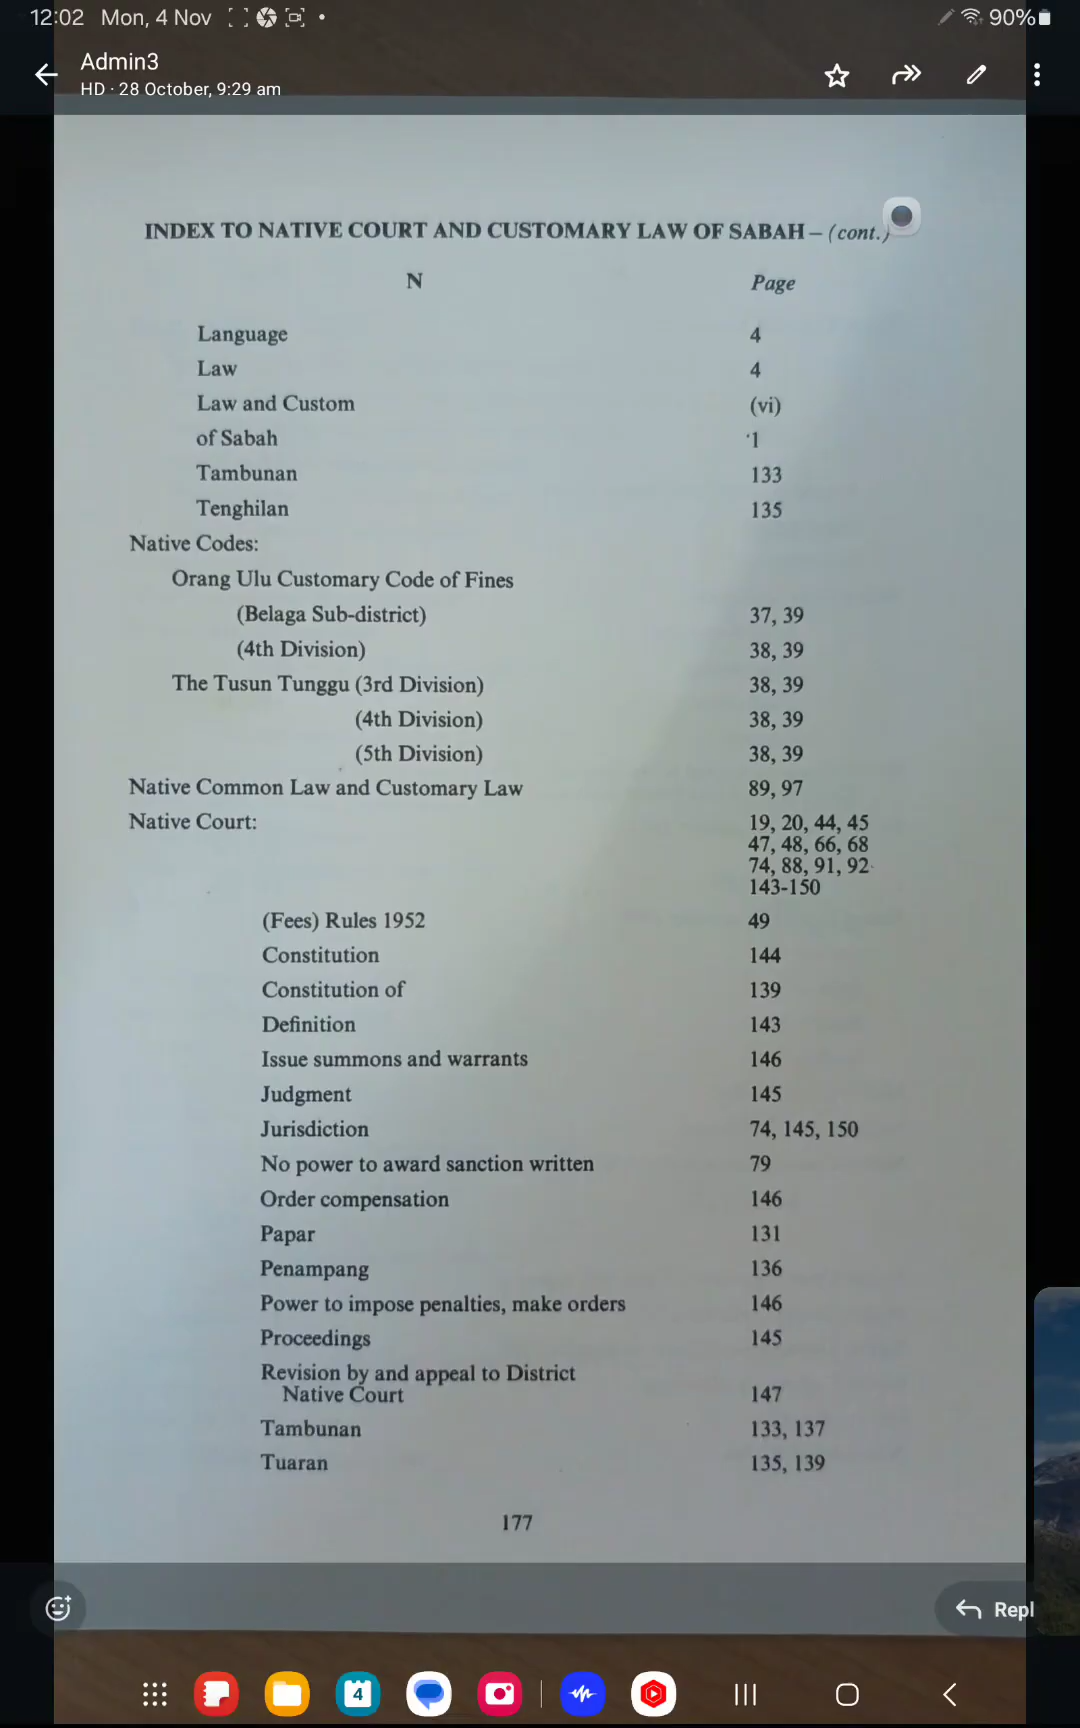 12:02 Mon, 4 Nov
90%
Admin3
HD · 28 October, 9:29 am
INDEX TO NATIVE COURT AND CUSTOMARY LAW OF SABAH – (cont.)
N Page
Language 4
Law 4
Law and Custom (vi)
of Sabah 1
Tambunan 133
Tenghilan 135
Native Codes:
Orang Ulu Customary Code of Fines
(Belaga Sub-district) 37, 39
(4th Division) 38, 39
The Tusun Tunggu (3rd Division) 38, 39
(4th Division) 38, 39
(5th Division) 38, 39
Native Common Law and Customary Law 89, 97
Native Court: 19, 20, 44, 45
47, 48, 66, 68
74, 88, 91, 92
143-150
(Fees) Rules 1952 49
Constitution 144
Constitution of 139
Definition 143
Issue summons and warrants 146
Judgment 145
Jurisdiction 74, 145, 150
No power to award sanction written 79
Order compensation 146
Papar 131
Penampang 136
Power to impose penalties, make orders 146
Proceedings 145
Revision by and appeal to District
Native Court 147
Tambunan 133, 137
Tuaran 135, 139
177
Repl
4